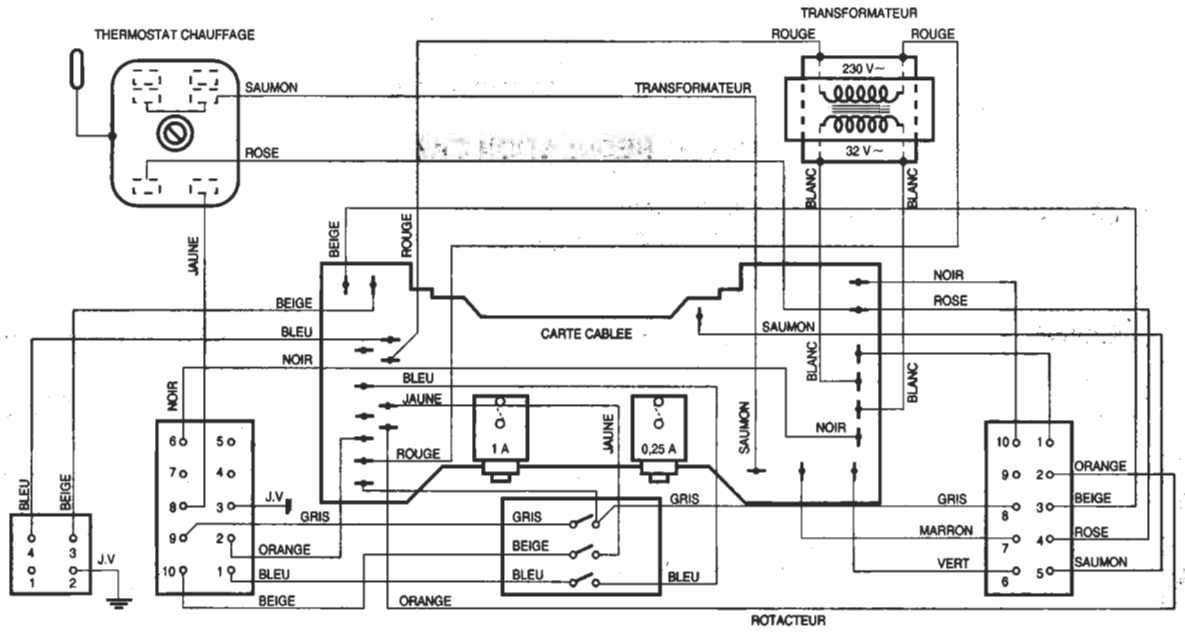 TRANSFORMATEUR
ROUGE ROUGE
THERMOSTAT CHAUFFAGE
230 V~
SAUMON
TRANSFORMATEUR
32 V~
ROSE
BLANC
BLANC
BEIGE
ROUGE
JAUNE
NOIR
BEIGE
ROSE
BLEU
CARTE CABLEE
SAUMON
NOIR
BLANC
BLANC
BLEU
NOIR
JAUNE
JAUNE
SAUMON
NOIR
6 5
1 A
0,25 A
10 1
ROUGE
7 4
9 2
ORANGE
BLEU
BEIGE
8 3
J.V
GRIS
GRIS
8 3
BEIGE
GRIS
4 3
9 2
ORANGE
BEIGE
MARRON
7 4
ROSE
J.V
1 2
10 1
BLEU
BLEU
BLEU
VERT
6 5
SAUMON
BEIGE
ORANGE
ROTACTEUR